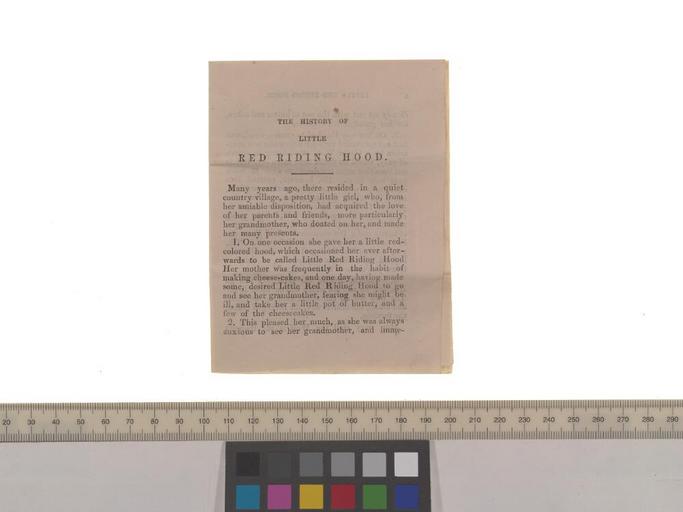 THE HISTORY OF
LITTLE
RED RIDING HOOD.
Many years ago, there resided in a quiet
country village, a pretty little girl, who, from
her amiable disposition, had acquired the love
of her parents and friends, more particularly
her grandmother, who doated on her, and made
her many presents.
1. On one occasion she gave her a little red-
colored hood, which occasioned her ever after-
wards to be called Little Red Riding Hood
Her mother was frequently in the habit of
making cheese-cakes, and one day, having made
some, desired Little Red Riding Hood to go
and see her grandmother, fearing she might be
ill, and take her a little pot of butter, and a
few of the cheesecakes.
2. This pleased her much, as she was always
anxious to see her grandmother, and imme-
20 30 40 50 60 70 80 90 100 110 120 130 140 150 160 170 180 190 200 210 220 230 240 250 260 270 280 290